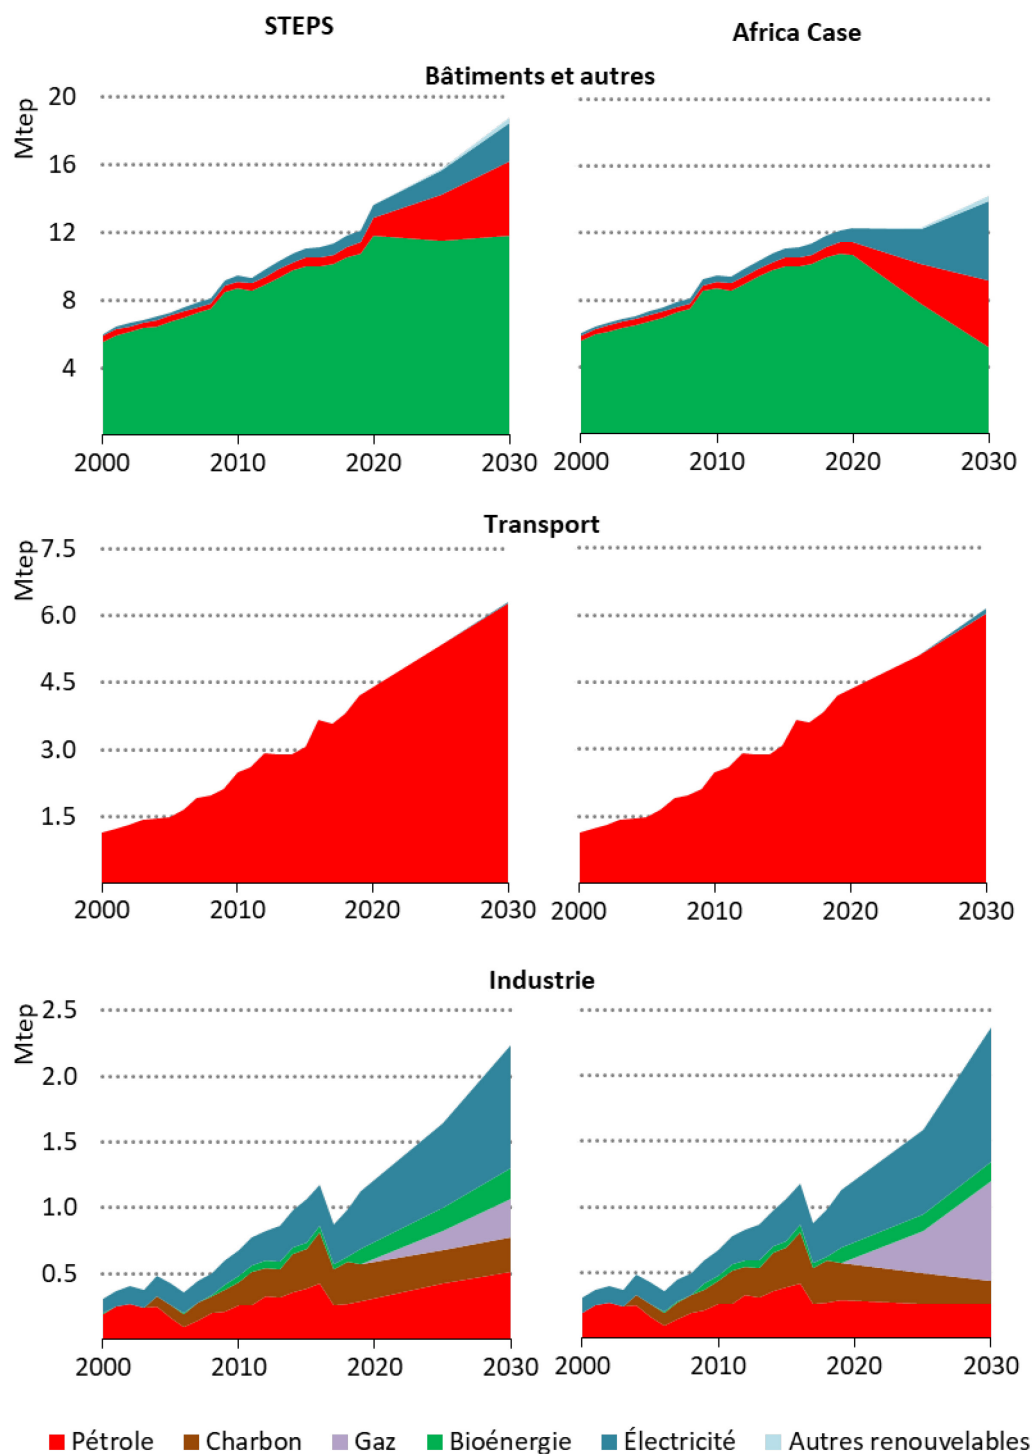 STEPS
Africa Case
Bâtiments et autres
Mtep
20
16
12
8
4
2000 2010 2020 2030
2000 2010 2020 2030
Transport
Mtep
7.5
6.0
4.5
3.0
1.5
2000 2010 2020 2030
2000 2010 2020 2030
Industrie
Mtep
2.5
2.0
1.5
1.0
0.5
2000 2010 2020 2030
2000 2010 2020 2030
Pétrole Charbon Gaz Bioénergie Électricité Autres renouvelables